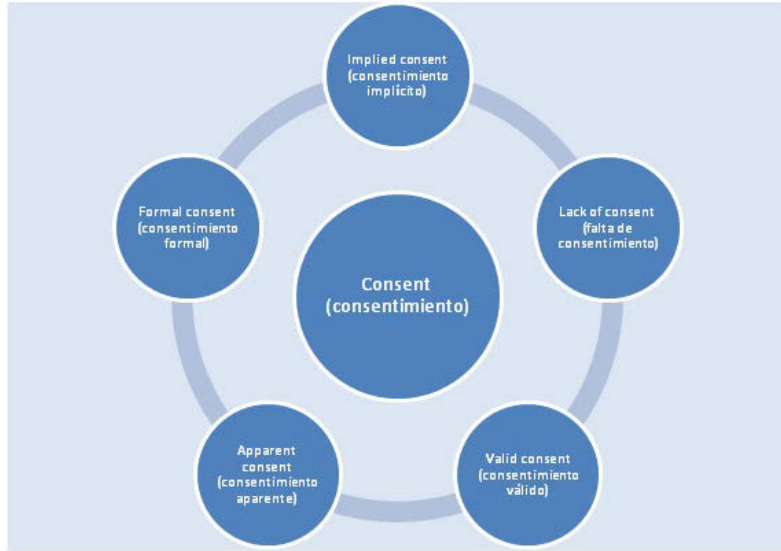 Implied consent
(consentimiento
implícito)
Formal consent
(consentimiento
formal)
Lack of consent
(falta de
consentimiento)
Consent
(consentimiento)
Apparent
consent
(consentimiento
aparente)
Valid consent
(consentimiento
válido)